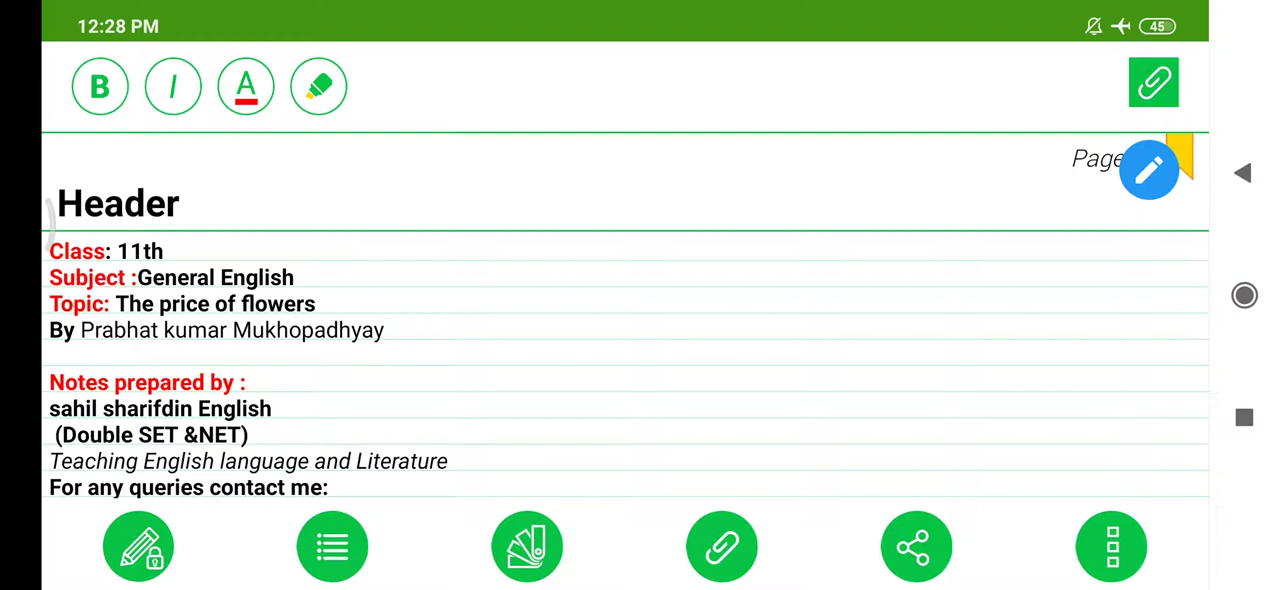 12:28 PM
45
B I A
Page
Header
Class: 11th
Subject :General English
Topic: The price of flowers
By Prabhat kumar Mukhopadhyay
Notes prepared by :
sahil sharifdin English
(Double SET &NET)
Teaching English language and Literature
For any queries contact me: